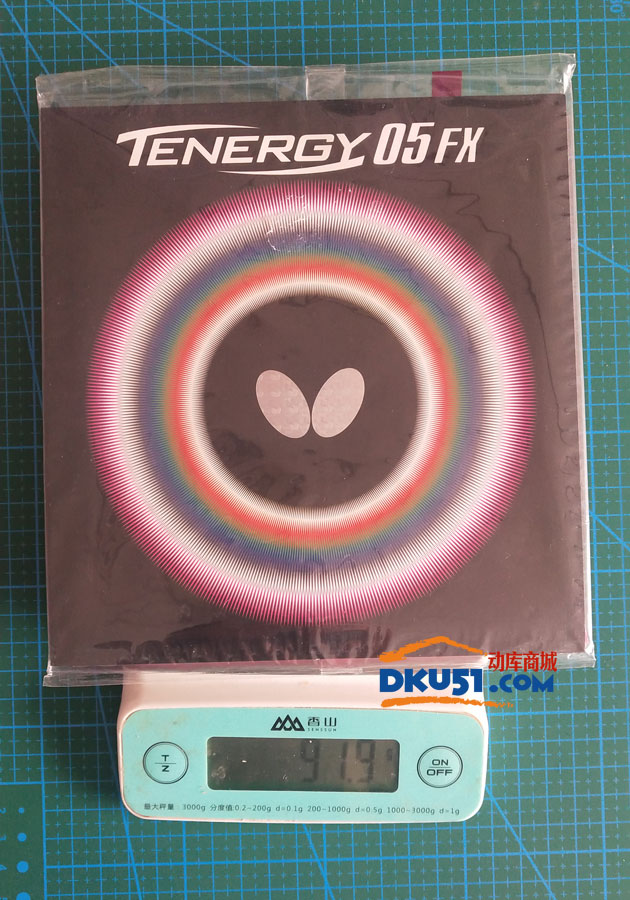 TENERGY 05 FX
动库商城
DKU51.COM
香山
SENSSUN
T
Z
91.9
ON
OFF
最大秤量：3000g 分度值:0.2~200g d=0.1g 200~1000g d=0.5g 1000~3000g d=1g